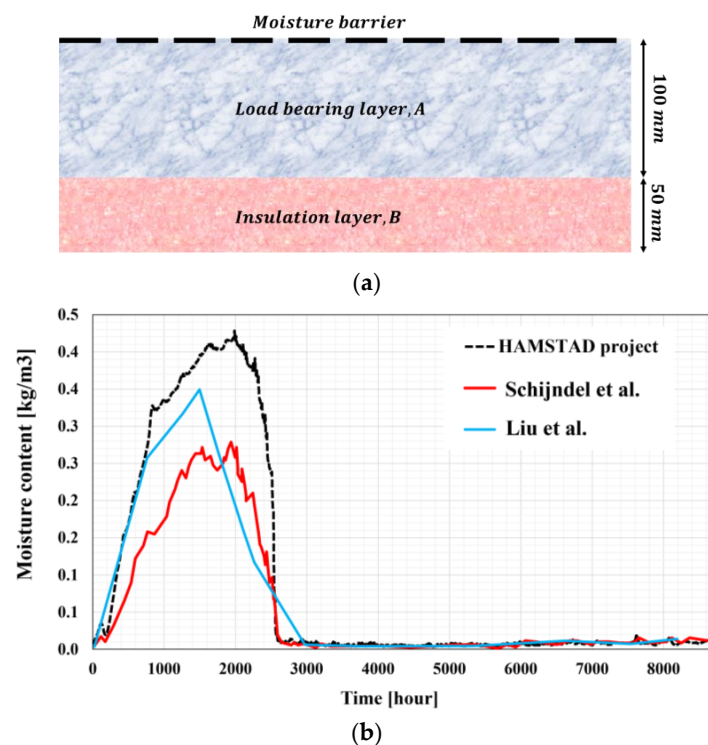 Moisture barrier
Load bearing layer, A
100 mm
Insulation layer, B
50 mm
(a)
Moisture content [kg/m3]
0.5
0.4
0.4
0.3
0.3
0.2
0.2
0.1
0.1
0.0
HAMSTAD project
Schijndel et al.
Liu et al.
0 1000 2000 3000 4000 5000 6000 7000 8000
Time [hour]
(b)